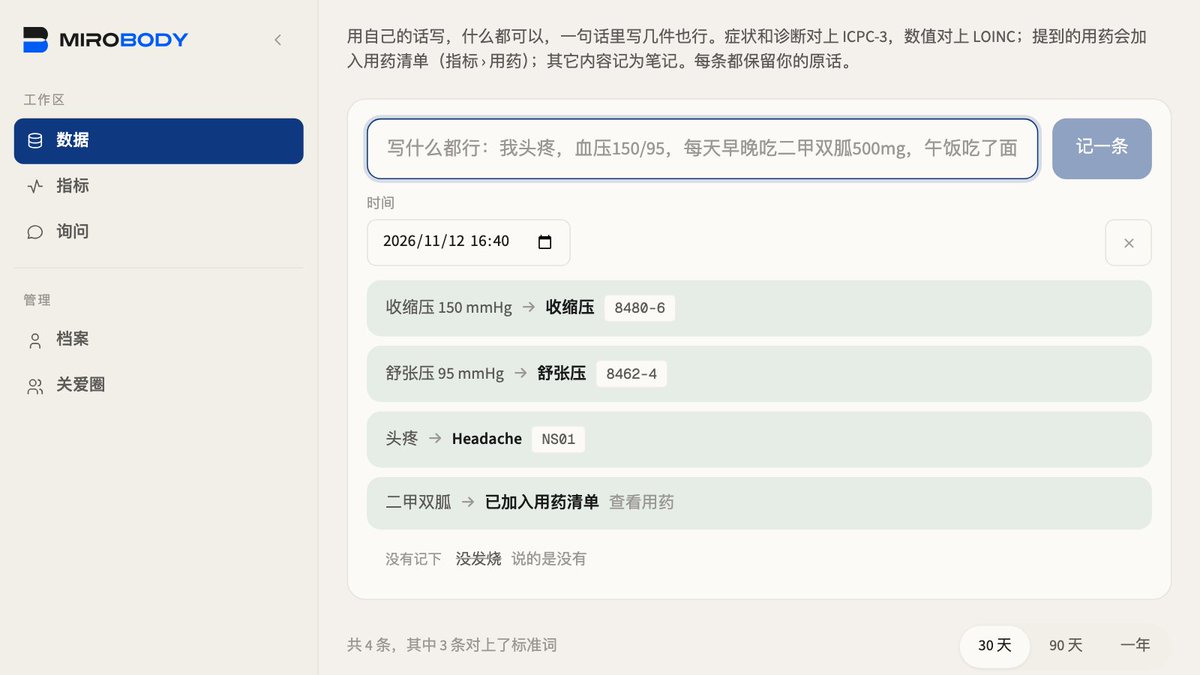 MIROBODY
工作区
数据
指标
询问
管理
档案
关爱圈
用自己的话写，什么都可以，一句话里写几件也行。症状和诊断对上 ICPC-3，数值对上 LOINC；提到的用药会加
入用药清单（指标 › 用药）；其它内容记为笔记。每条都保留你的原话。
写什么都行：我头疼，血压150/95，每天早晚吃二甲双胍500mg，午饭吃了面
记一条
时间
2026/11/12 16:40
×
收缩压 150 mmHg → 收缩压 8480-6
舒张压 95 mmHg → 舒张压 8462-4
头疼 → Headache NS01
二甲双胍 → 已加入用药清单 查看用药
没有记下 没发烧 说的是没有
共 4 条，其中 3 条对上了标准词
30 天 90 天 一年